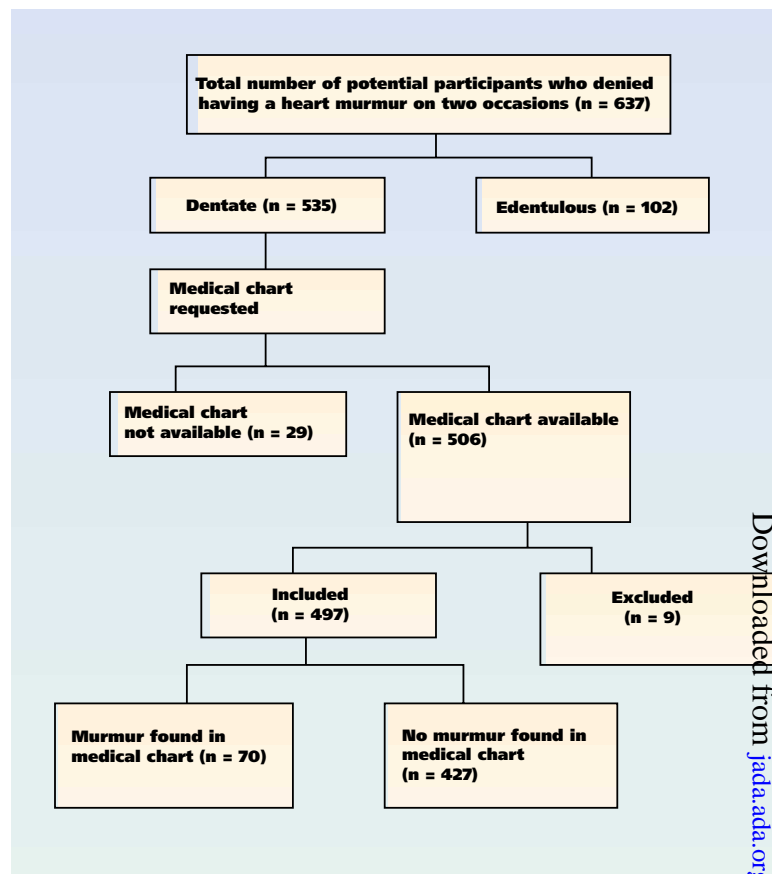 Total number of potential participants who denied
having a heart murmur on two occasions (n = 637)
Dentate (n = 535)
Edentulous (n = 102)
Medical chart
requested
Medical chart
not available (n = 29)
Medical chart available
(n = 506)
Included
(n = 497)
Excluded
(n = 9)
Murmur found in
medical chart (n = 70)
No murmur found in
medical chart
(n = 427)
Downloaded from jada.ada.org